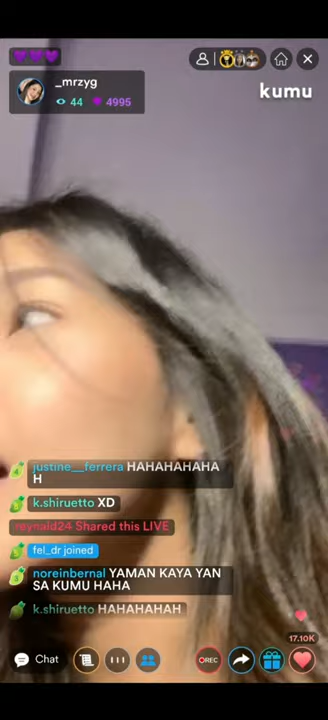 _mrzyg
44 4995
kumu
justine__ferrera HAHAHAHAHA
H
k.shiruetto XD
reynald24 Shared this LIVE
fel_dr joined
noreinbernal YAMAN KAYA YAN
SA KUMU HAHA
k.shiruetto HAHAHAHAH
17.10K
Chat
REC